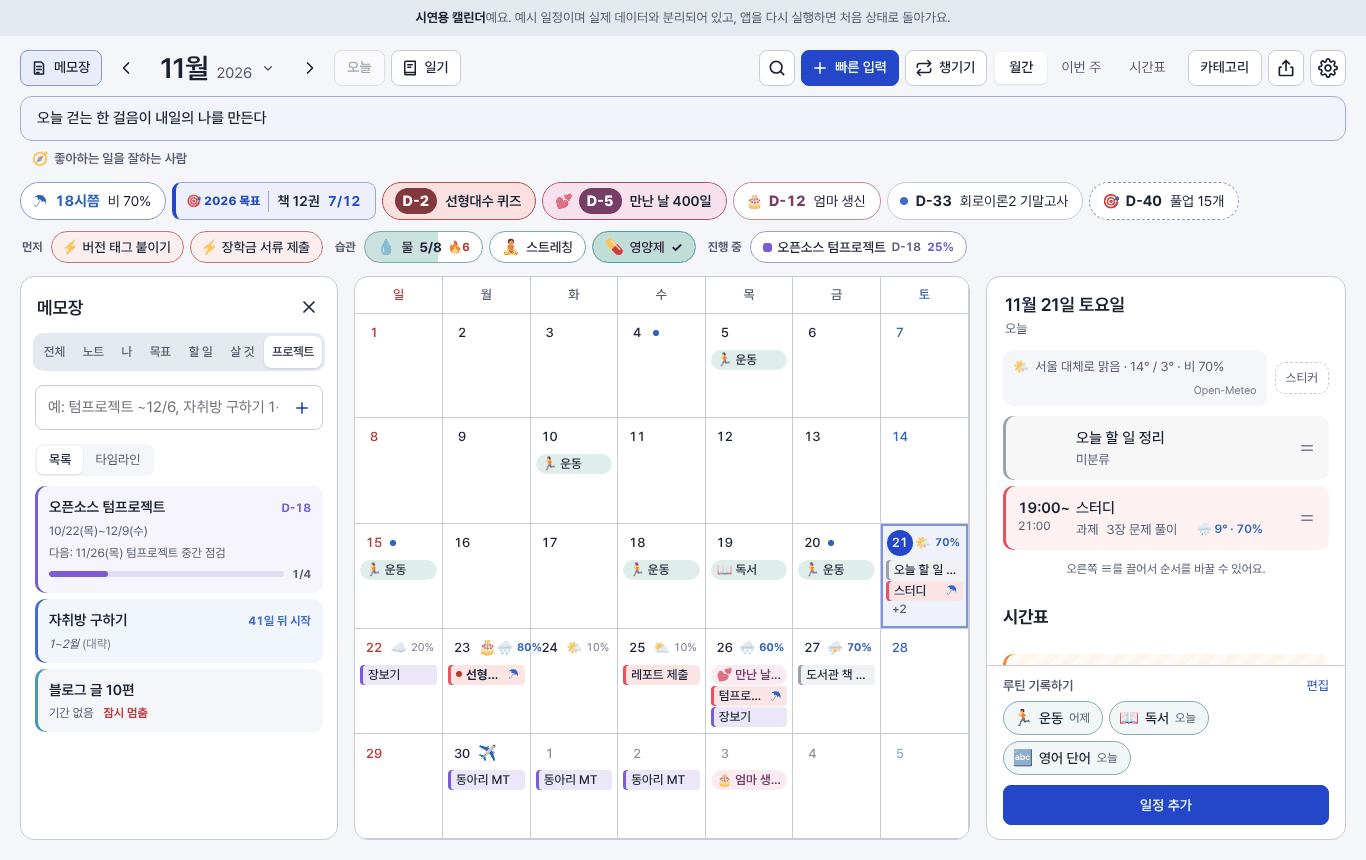 시연용 캘린더예요. 예시 일정이며 실제 데이터와 분리되어 있고, 앱을 다시 실행하면 처음 상태로 돌아가요.
메모장 11월 2026 오늘 일기 빠른 입력 챙기기 월간 이번 주 시간표 카테고리
오늘 걷는 한 걸음이 내일의 나를 만든다
좋아하는 일을 잘하는 사람
18시쯤 비 70% 2026 목표 책 12권 7/12 D-2 선형대수 퀴즈 D-5 만난 날 400일 D-12 엄마 생신 D-33 회로이론2 기말고사 D-40 풀업 15개
먼저 버전 태그 붙이기 장학금 서류 제출 습관 물 5/8 6 스트레칭 영양제 진행 중 오픈소스 텀프로젝트 D-18 25%
메모장
전체 노트 나 목표 할 일 살 것 프로젝트
예: 텀프로젝트 ~12/6, 자취방 구하기 1-
목록 타임라인
오픈소스 텀프로젝트 D-18
10/22(목)~12/9(수)
다음: 11/26(목) 텀프로젝트 중간 점검
1/4
자취방 구하기 41일 뒤 시작
1~2월 (대략)
블로그 글 10편
기간 없음 잠시 멈춤
일 월 화 수 목 금 토
1 2 3 4 5 6 7
운동
8 9 10 11 12 13 14
운동
15 16 17 18 19 20 21 70%
운동 운동 독서 운동 오늘 할 일 ...
스터디
+2
22 20% 23 80% 24 10% 25 10% 26 60% 27 70% 28
장보기 선형... 레포트 제출 만난 날... 도서관 책 ...
텀프로...
장보기
29 30 1 2 3 4 5
동아리 MT 동아리 MT 동아리 MT 엄마 생...
11월 21일 토요일
오늘
서울 대체로 맑음 · 14° / 3° · 비 70%
Open-Meteo
스티커
오늘 할 일 정리
미분류
19:00~ 스터디
21:00 과제 3장 문제 풀이 9° · 70%
오른쪽 ≡를 끌어서 순서를 바꿀 수 있어요.
시간표
루틴 기록하기 편집
운동 어제 독서 오늘
영어 단어 오늘
일정 추가